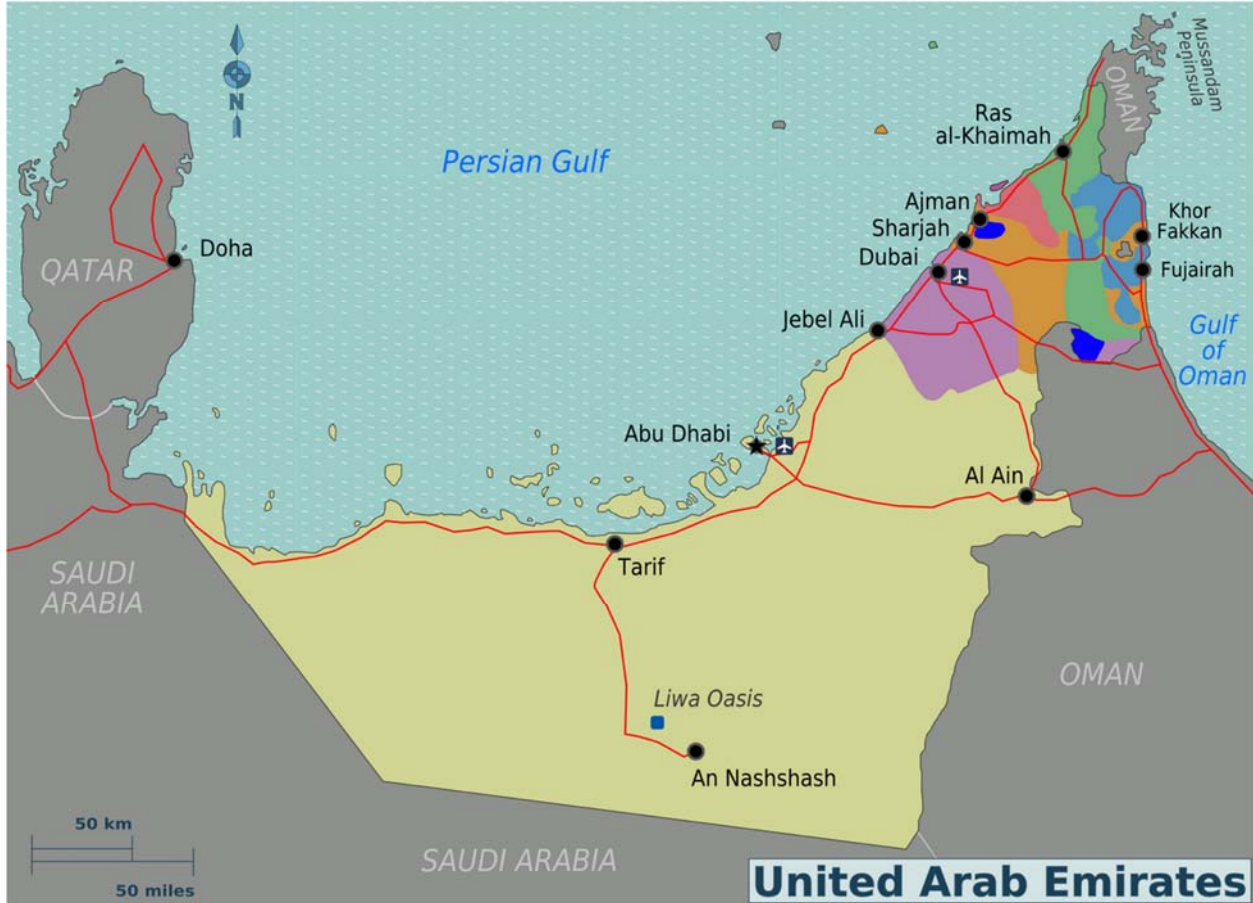 Mussandam
Peninsula
OMAN
N
Ras
al-Khaimah
Persian Gulf
Ajman
Khor
Fakkan
Sharjah
Doha
Dubai
QATAR
Fujairah
Jebel Ali
Gulf
of
Oman
Abu Dhabi
Al Ain
Tarif
SAUDI
ARABIA
OMAN
Liwa Oasis
An Nashshash
50 km
50 miles
SAUDI ARABIA
United Arab Emirates